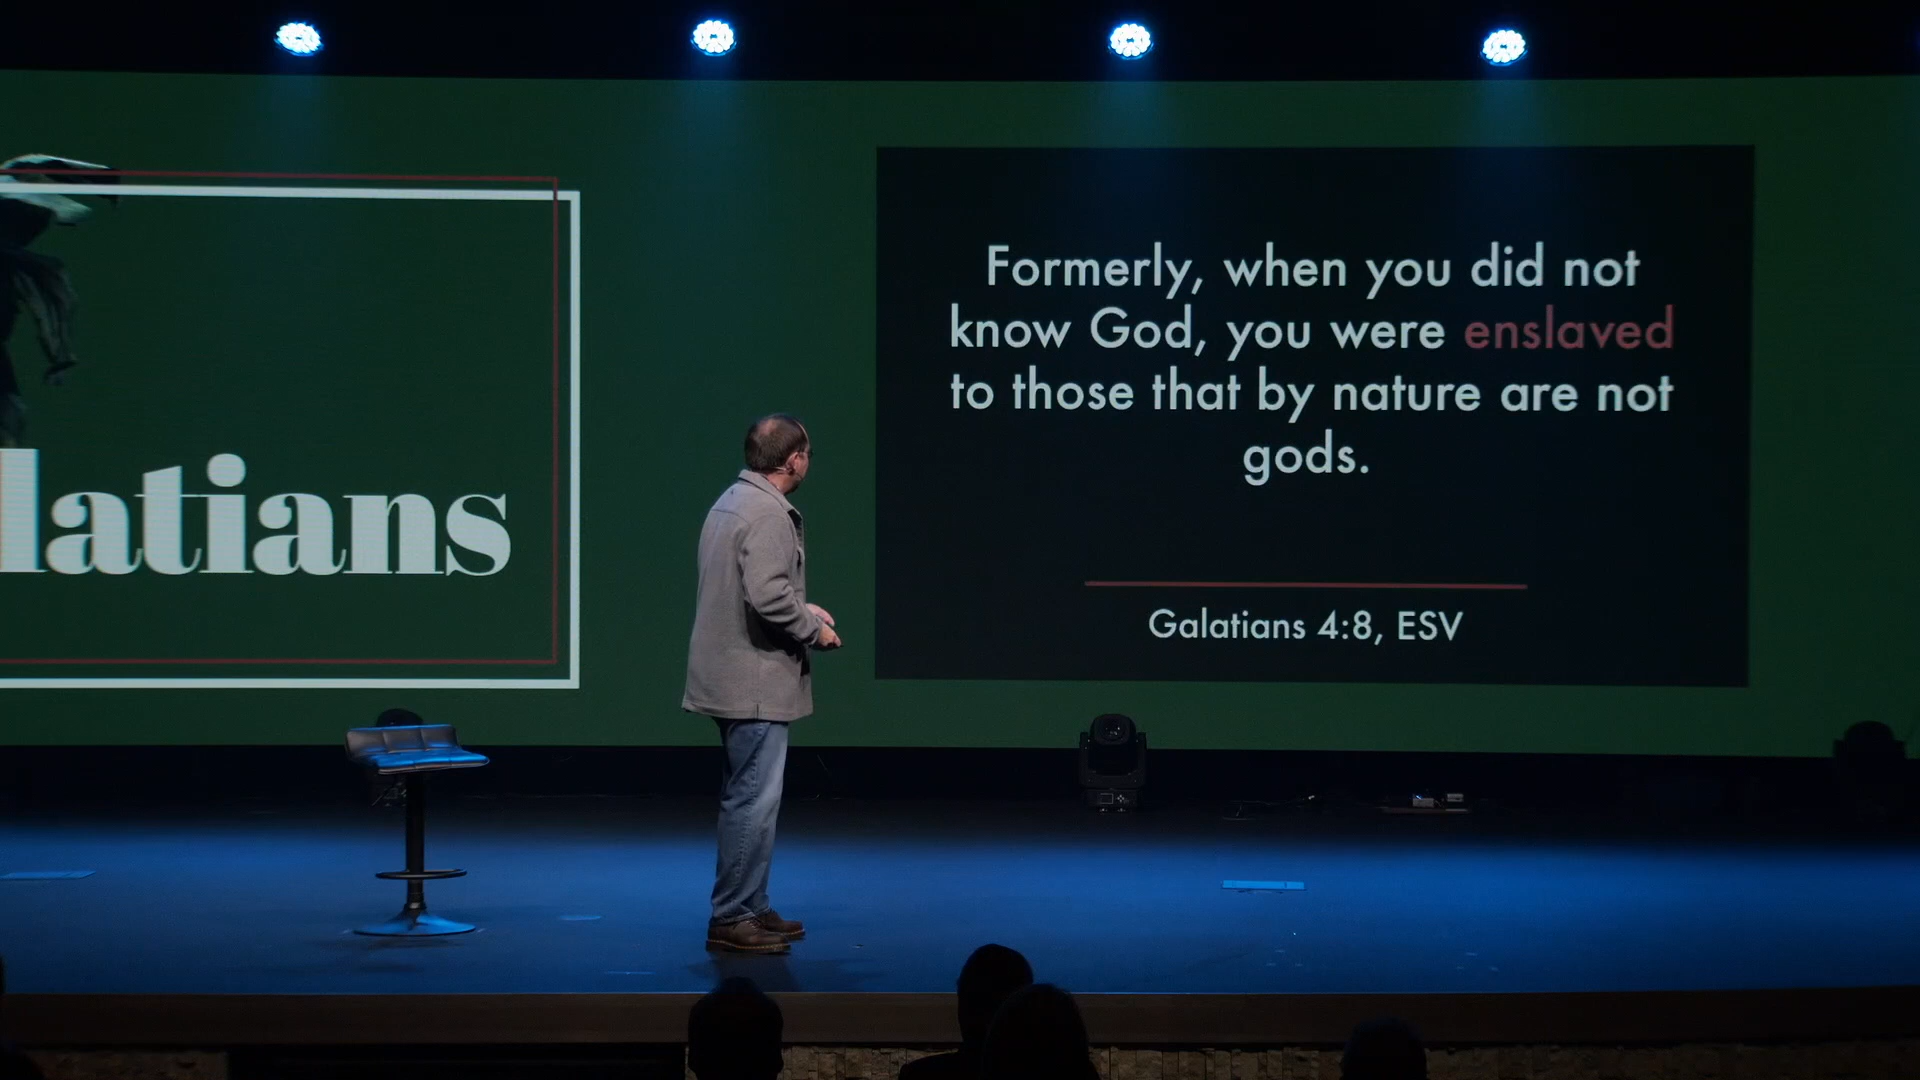 latians
Formerly, when you did not
know God, you were enslaved
to those that by nature are not
gods.
Galatians 4:8, ESV